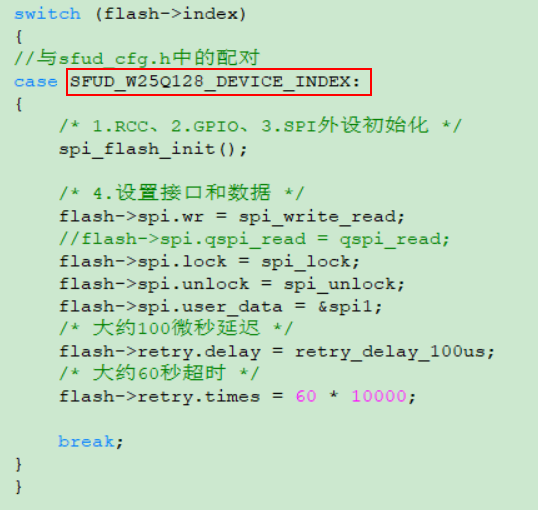 switch (flash->index)
{
//与sfud_cfg.h中的配对
case SFUD_W25Q128_DEVICE_INDEX:
{
/* 1.RCC、2.GPIO、3.SPI外设初始化 */
spi_flash_init();
/* 4.设置接口和数据 */
flash->spi.wr = spi_write_read;
//flash->spi.qspi_read = qspi_read;
flash->spi.lock = spi_lock;
flash->spi.unlock = spi_unlock;
flash->spi.user_data = &spi1;
/* 大约100微秒延迟 */
flash->retry.delay = retry_delay_100us;
/* 大约60秒超时 */
flash->retry.times = 60 * 10000;
break;
}
}